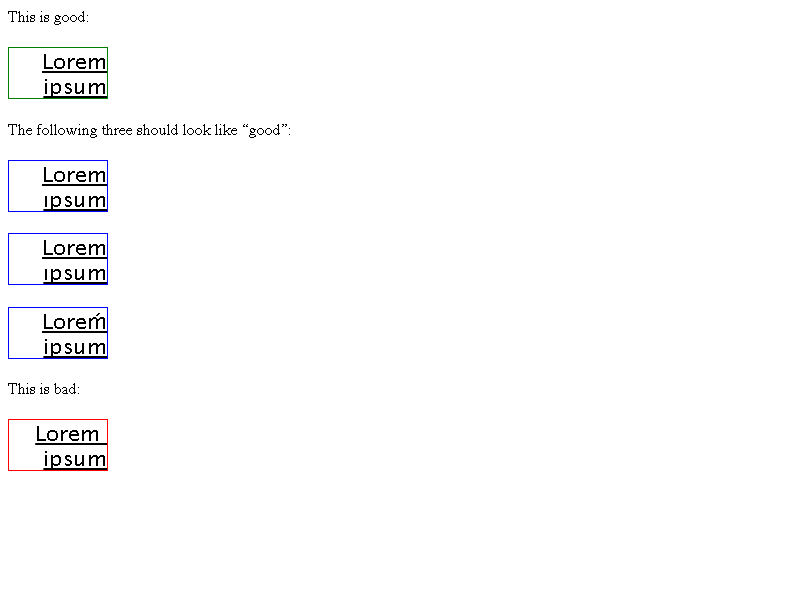 This is good:
Lorem
ipsum
The following three should look like “good”:
Lorem
ıpsum
Lorem
ıpsum
Loreḿ
ipsum
This is bad:
Lorem
ipsum